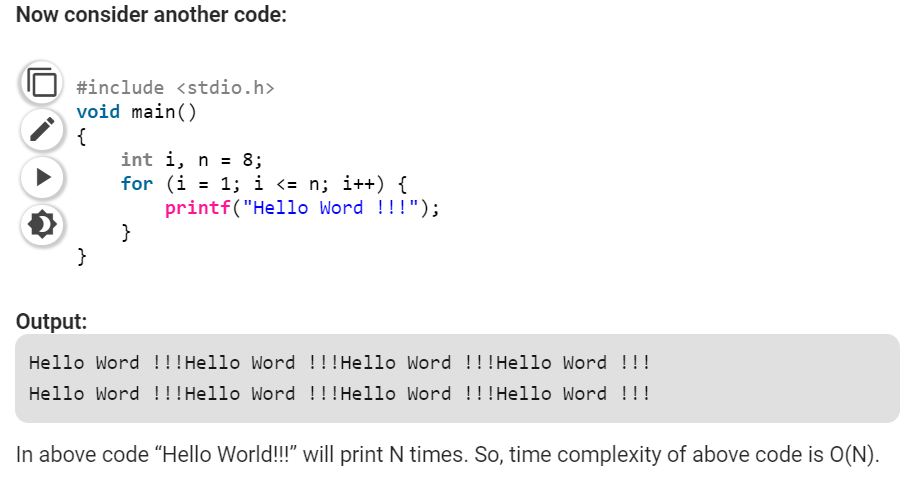 Now consider another code:
#include <stdio.h>
void main()
{
    int i, n = 8;
    for (i = 1; i <= n; i++) {
        printf("Hello Word !!!");
    }
}
Output:
Hello Word !!!Hello Word !!!Hello Word !!!Hello Word !!!
Hello Word !!!Hello Word !!!Hello Word !!!Hello Word !!!
In above code “Hello World!!!” will print N times. So, time complexity of above code is O(N).